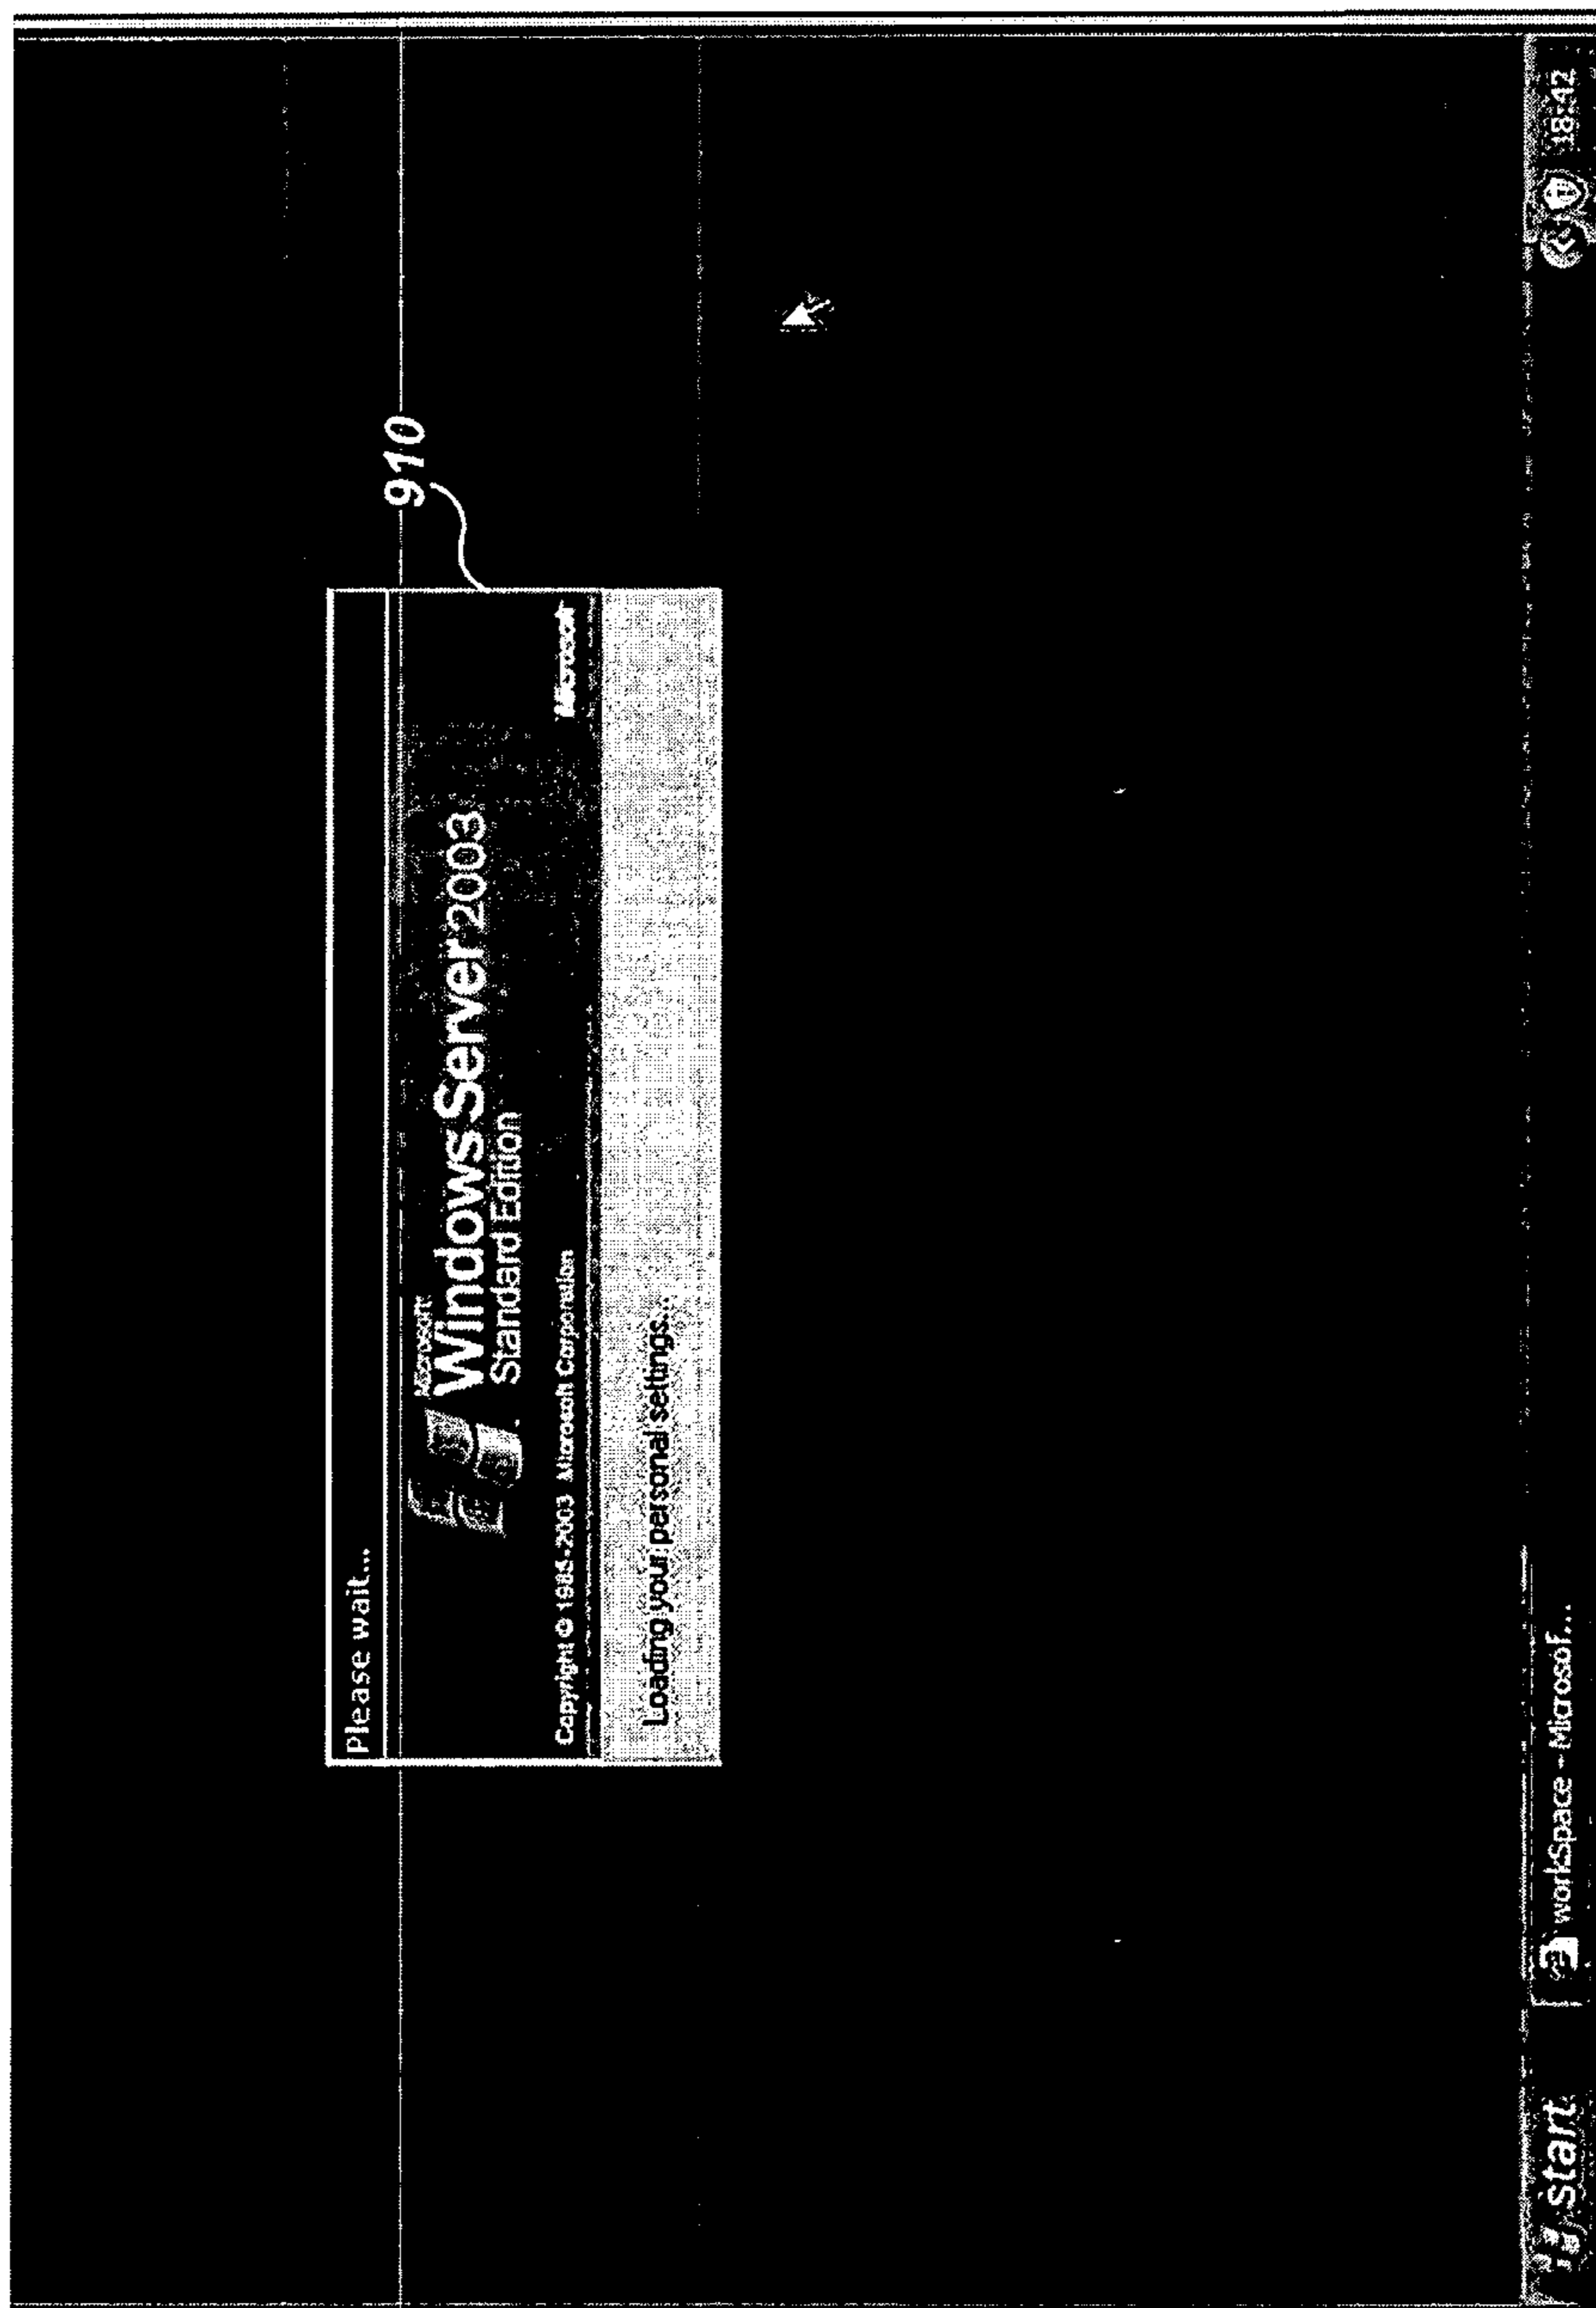 910
Please wait...
Microsoft
Windows Server 2003
Standard Edition
Copyright © 1985-2003 Microsoft Corporation
Microsoft
Loading your personal settings...
start
workSpace - Microsof...
18:42